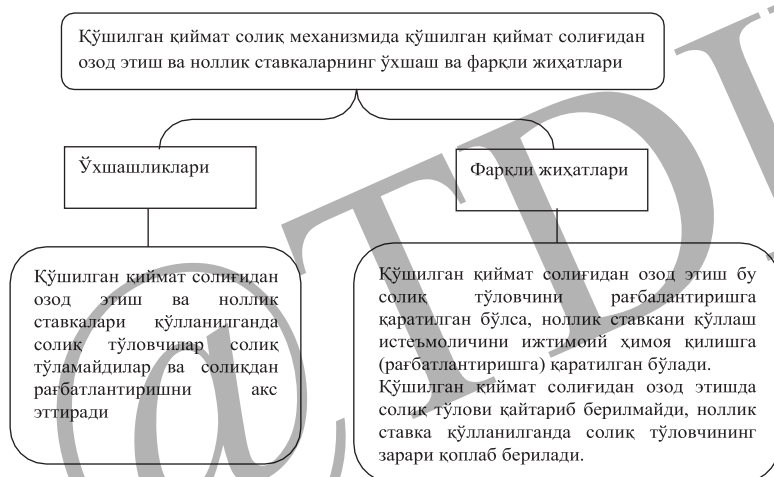 Қўшилган қиймат солиқ механизмида қўшилган қиймат солиғидан
озод этиш ва ноллик ставкаларнинг ўхшаш ва фарқли жиҳатлари
Ўхшашликлари
Қўшилган қиймат солиғидан
озод этиш ва ноллик
ставкалари қўлланилганда
солиқ тўловчилар солиқ
тўламайдилар ва солиқдан
рағбатлантиришни акс
эттиради
Фарқли жиҳатлари
Қўшилган қиймат солиғидан озод этиш бу
солиқ тўловчини рағбалантиришга
қаратилган бўлса, ноллик ставкани қўллаш
истеъмоличини ижтимоий ҳимоя қилишга
(рағбатлантиришга) қаратилган бўлади.
Қўшилган қиймат солиғидан озод этишда
солиқ тўлови қайтариб берилмайди, ноллик
ставка қўлланилганда солиқ тўловчининг
зарари қоплаб берилади.